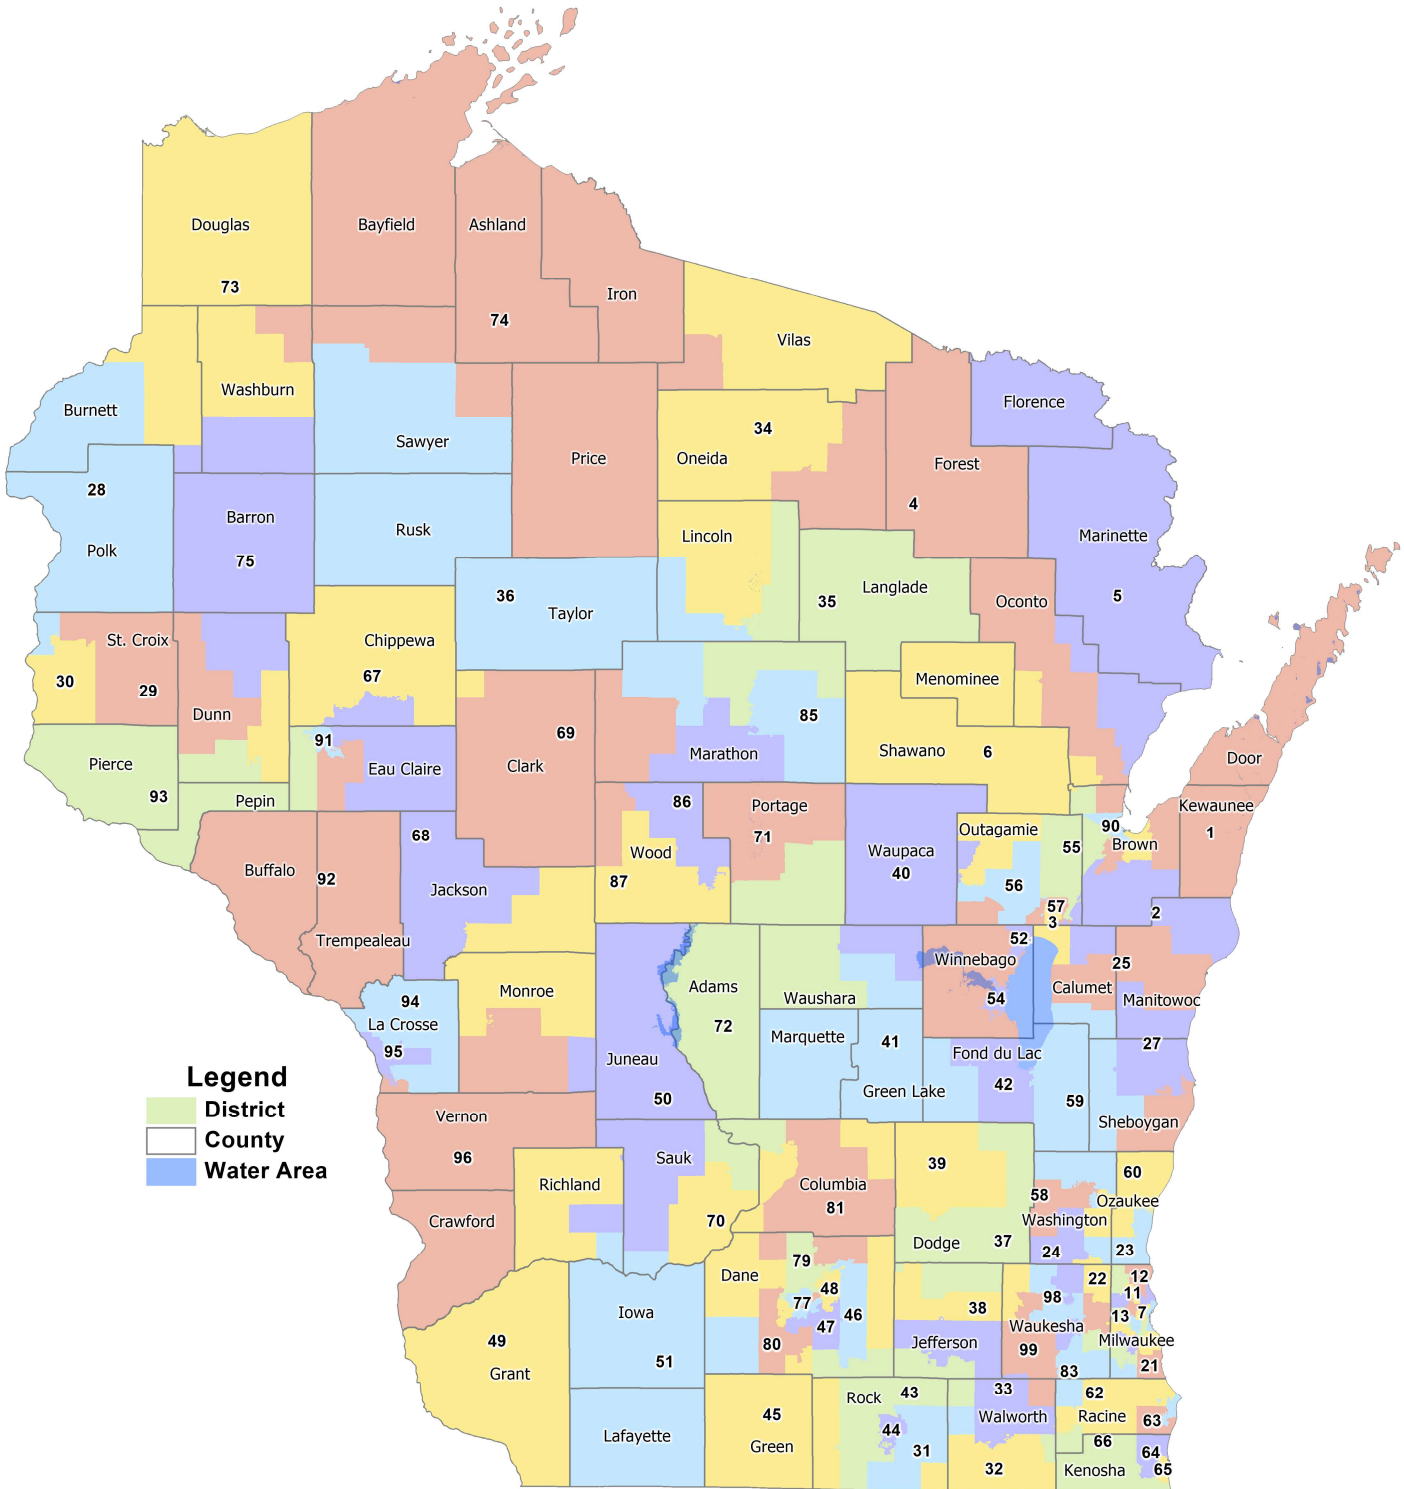 Douglas
Bayfield
Ashland
73
Iron
74
Vilas
Washburn
Burnett
Florence
34
Sawyer
Oneida
Price
Forest
28
4
Barron
Rusk
Lincoln
Marinette
Polk
75
36
Taylor
35
Langlade
Oconto
5
St. Croix
Chippewa
30
29
67
Menominee
Dunn
85
91
69
Marathon
Shawano
6
Pierce
Eau Claire
Clark
Door
93
Pepin
86
Portage
Kewaunee
68
71
Outagamie
90
1
55
Brown
Wood
Waupaca
Buffalo
92
Jackson
87
40
56
57
3
2
Trempealeau
52
Winnebago
25
94
Monroe
Adams
Waushara
54
Calumet
Manitowoc
La Crosse
72
Marquette
41
95
Juneau
Fond du Lac
27
Legend
District
County
Water Area
50
Green Lake
42
59
Vernon
Sheboygan
96
Sauk
39
60
Richland
Columbia
58
Ozaukee
Crawford
70
81
Washington
Dodge
37
24
23
79
Dane
48
22
12
98
11
77
Iowa
46
38
13
7
47
Waukesha
49
80
Jefferson
99
Milwaukee
Grant
51
83
21
Rock
43
33
62
45
Walworth
Racine
63
Lafayette
44
Green
31
66
64
32
Kenosha
65